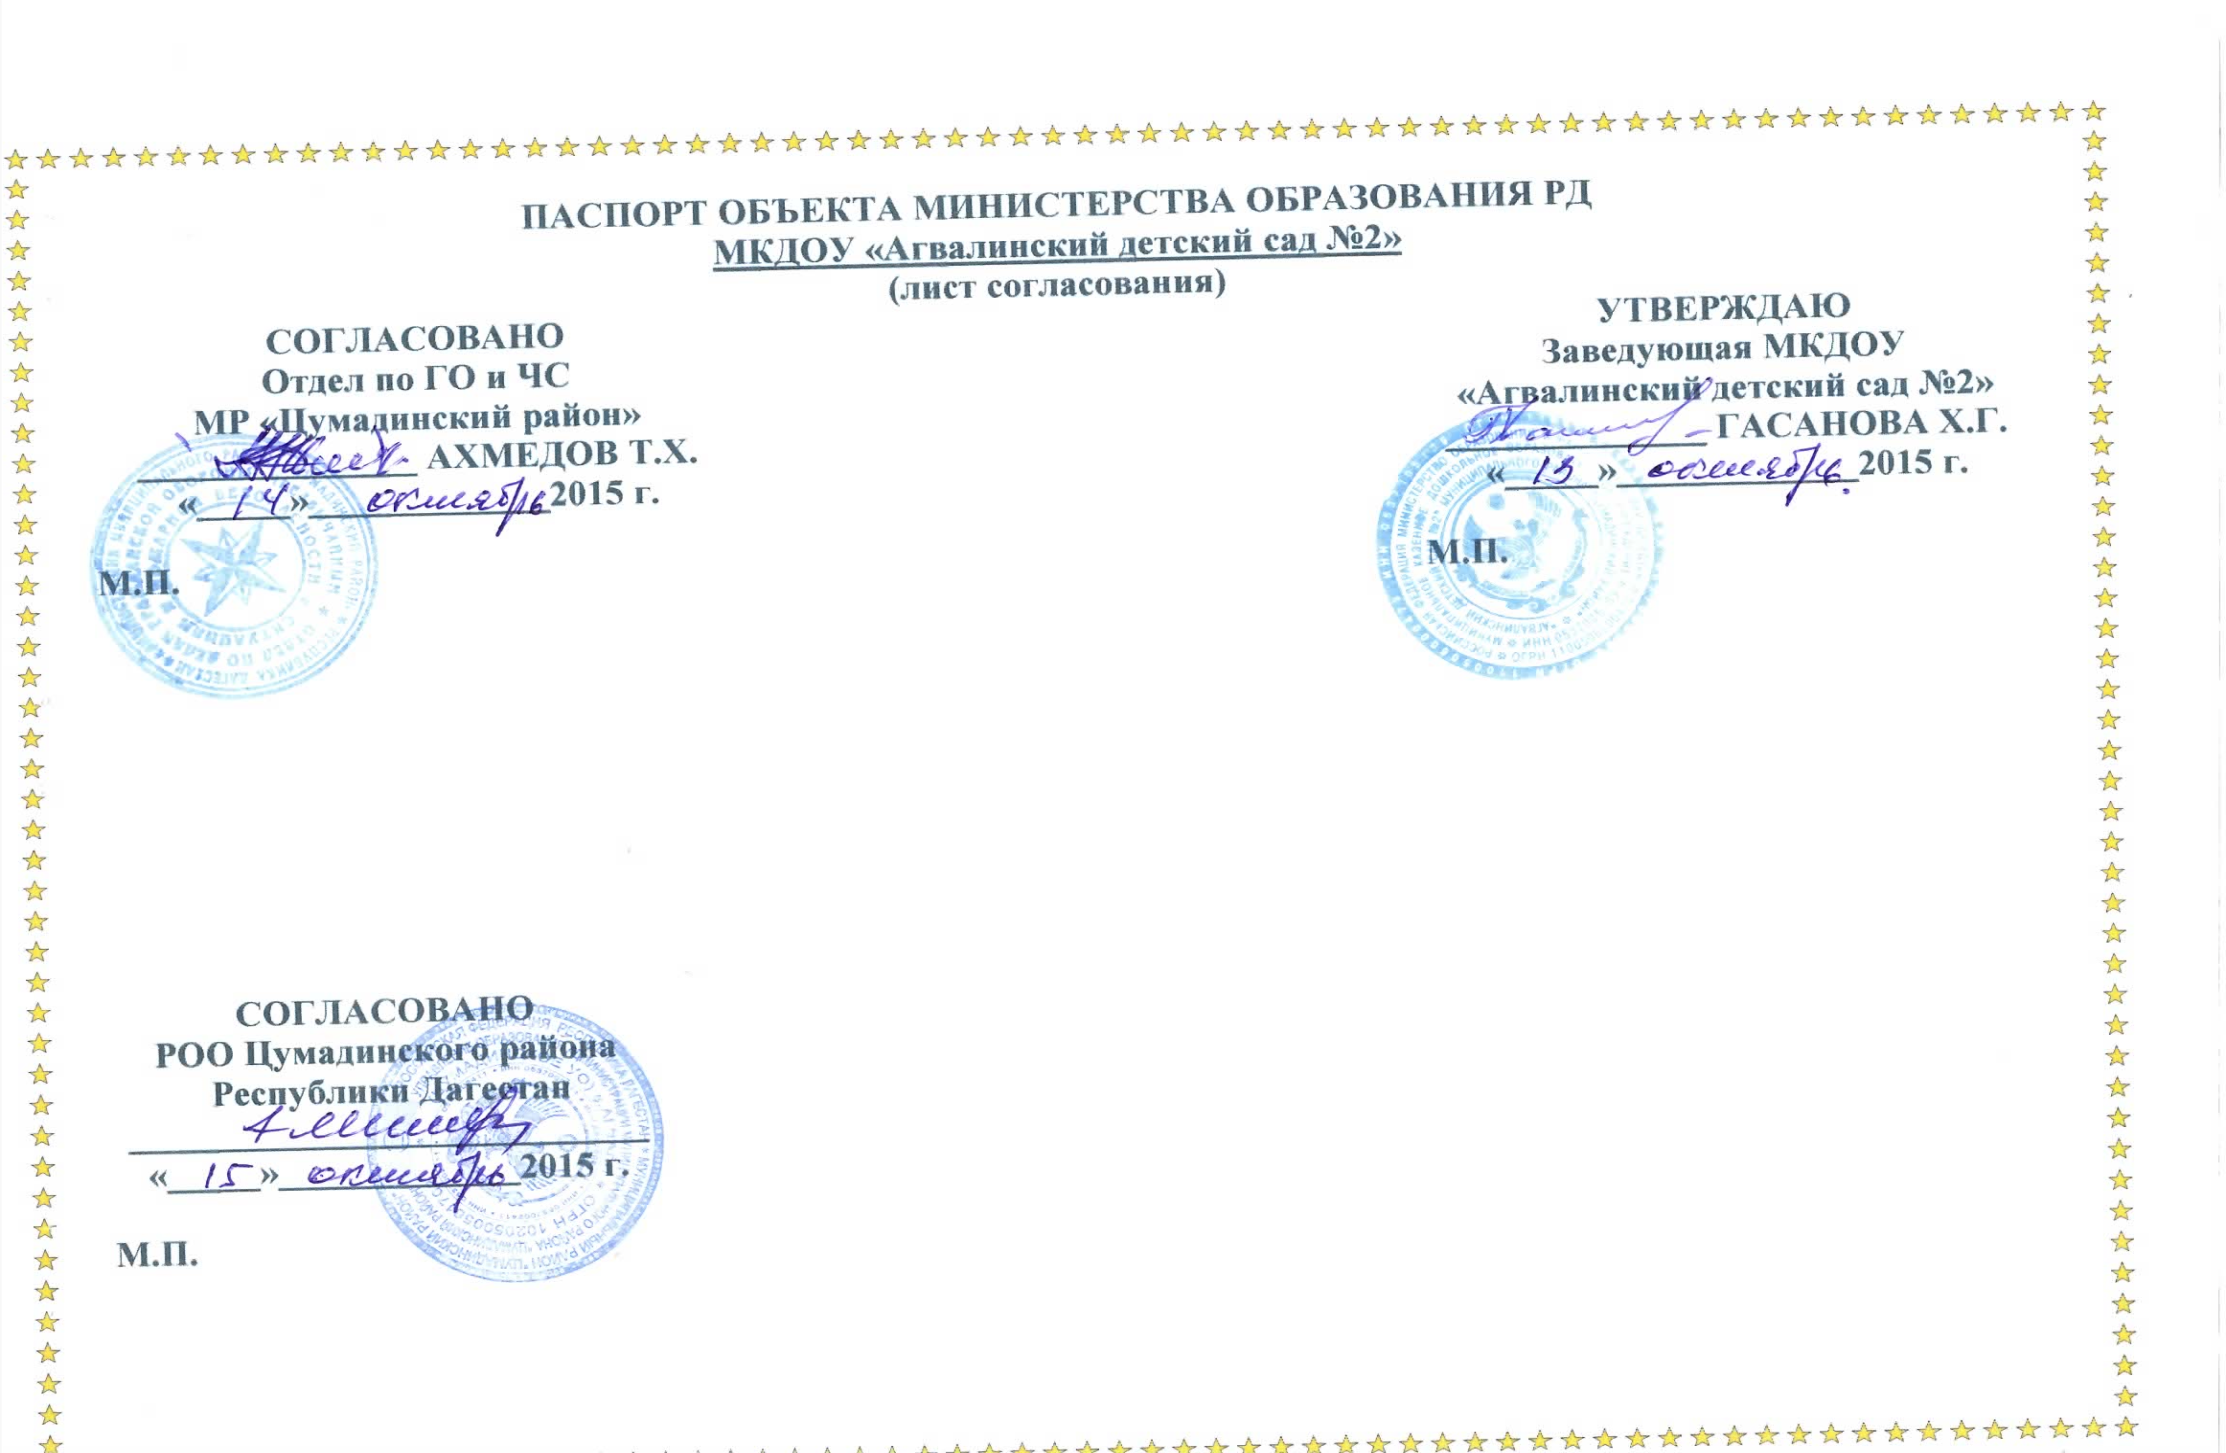 ПАСПОРТ ОБЪЕКТА МИНИСТЕРСТВА ОБРАЗОВАНИЯ РД
МКДОУ «Агвалинский детский сад №2»
(лист согласования)
СОГЛАСОВАНО
Отдел по ГО и ЧС
МР «Цумадинский район»
АХМЕДОВ Т.Х.
« 14 » октябрь 2015 г.
М.П.
УТВЕРЖДАЮ
Заведующая МКДОУ
«Агвалинский детский сад №2»
ГАСАНОВА Х.Г.
« 13 » октябрь 2015 г.
М.П.
СОГЛАСОВАНО
РОО Цумадинского района
Республики Дагестан
« 15 » октябрь 2015 г.
М.П.